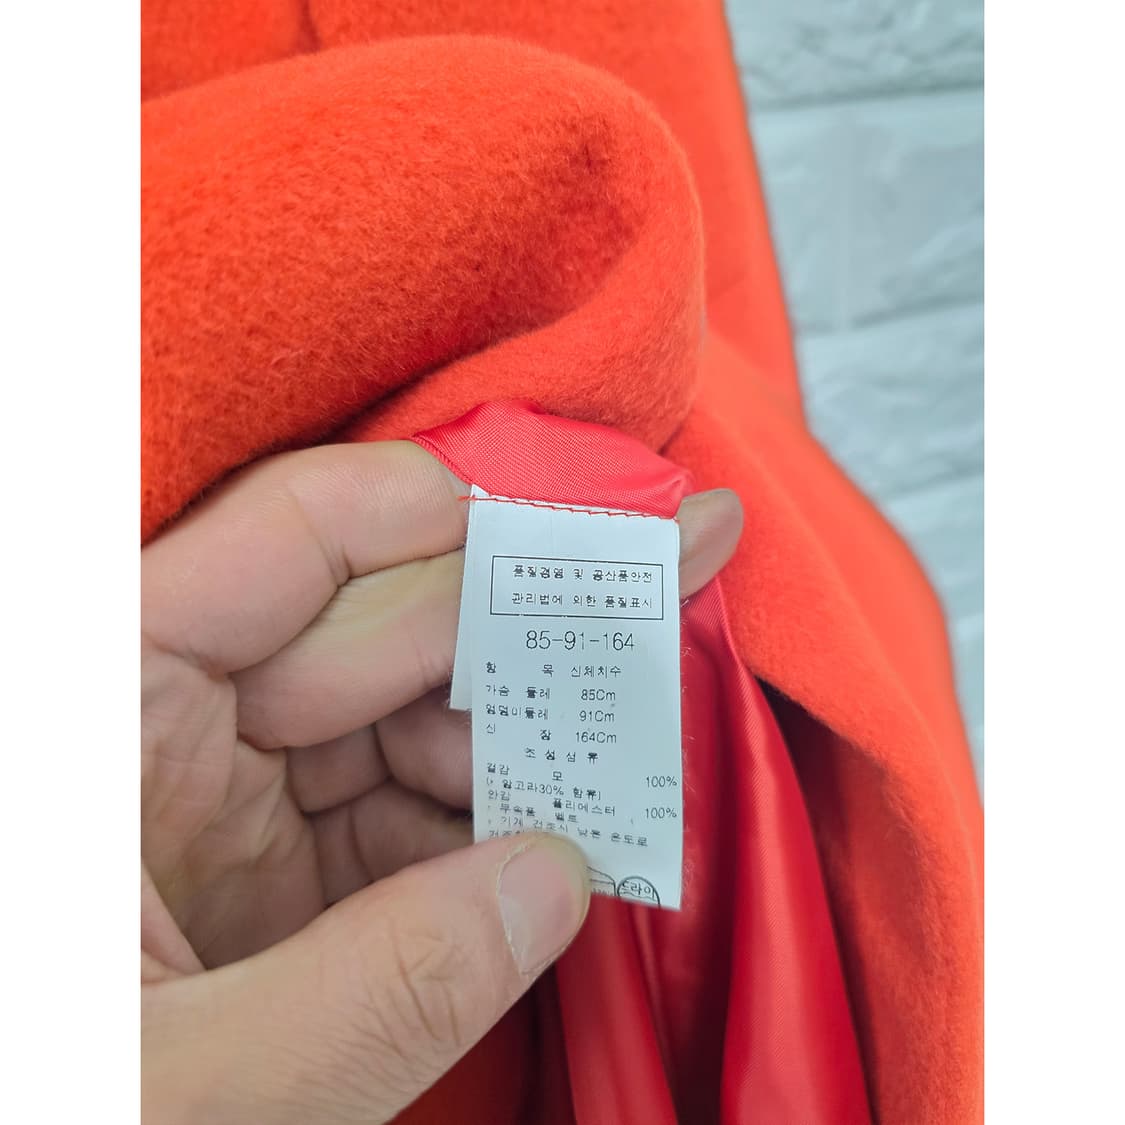 품질경영 및 공산품안전
관리법에 의한 품질표시
85-91-164
항 목 신체치수
가슴 둘레 85Cm
엉덩이둘레 91Cm
신 장 164Cm
조성섬유
겉감 모 100%
(* 알고라30% 함유)
안감 폴리에스터 100%
* 무속품 벨트
* 기계 건조시 낮은 온도로
드라이